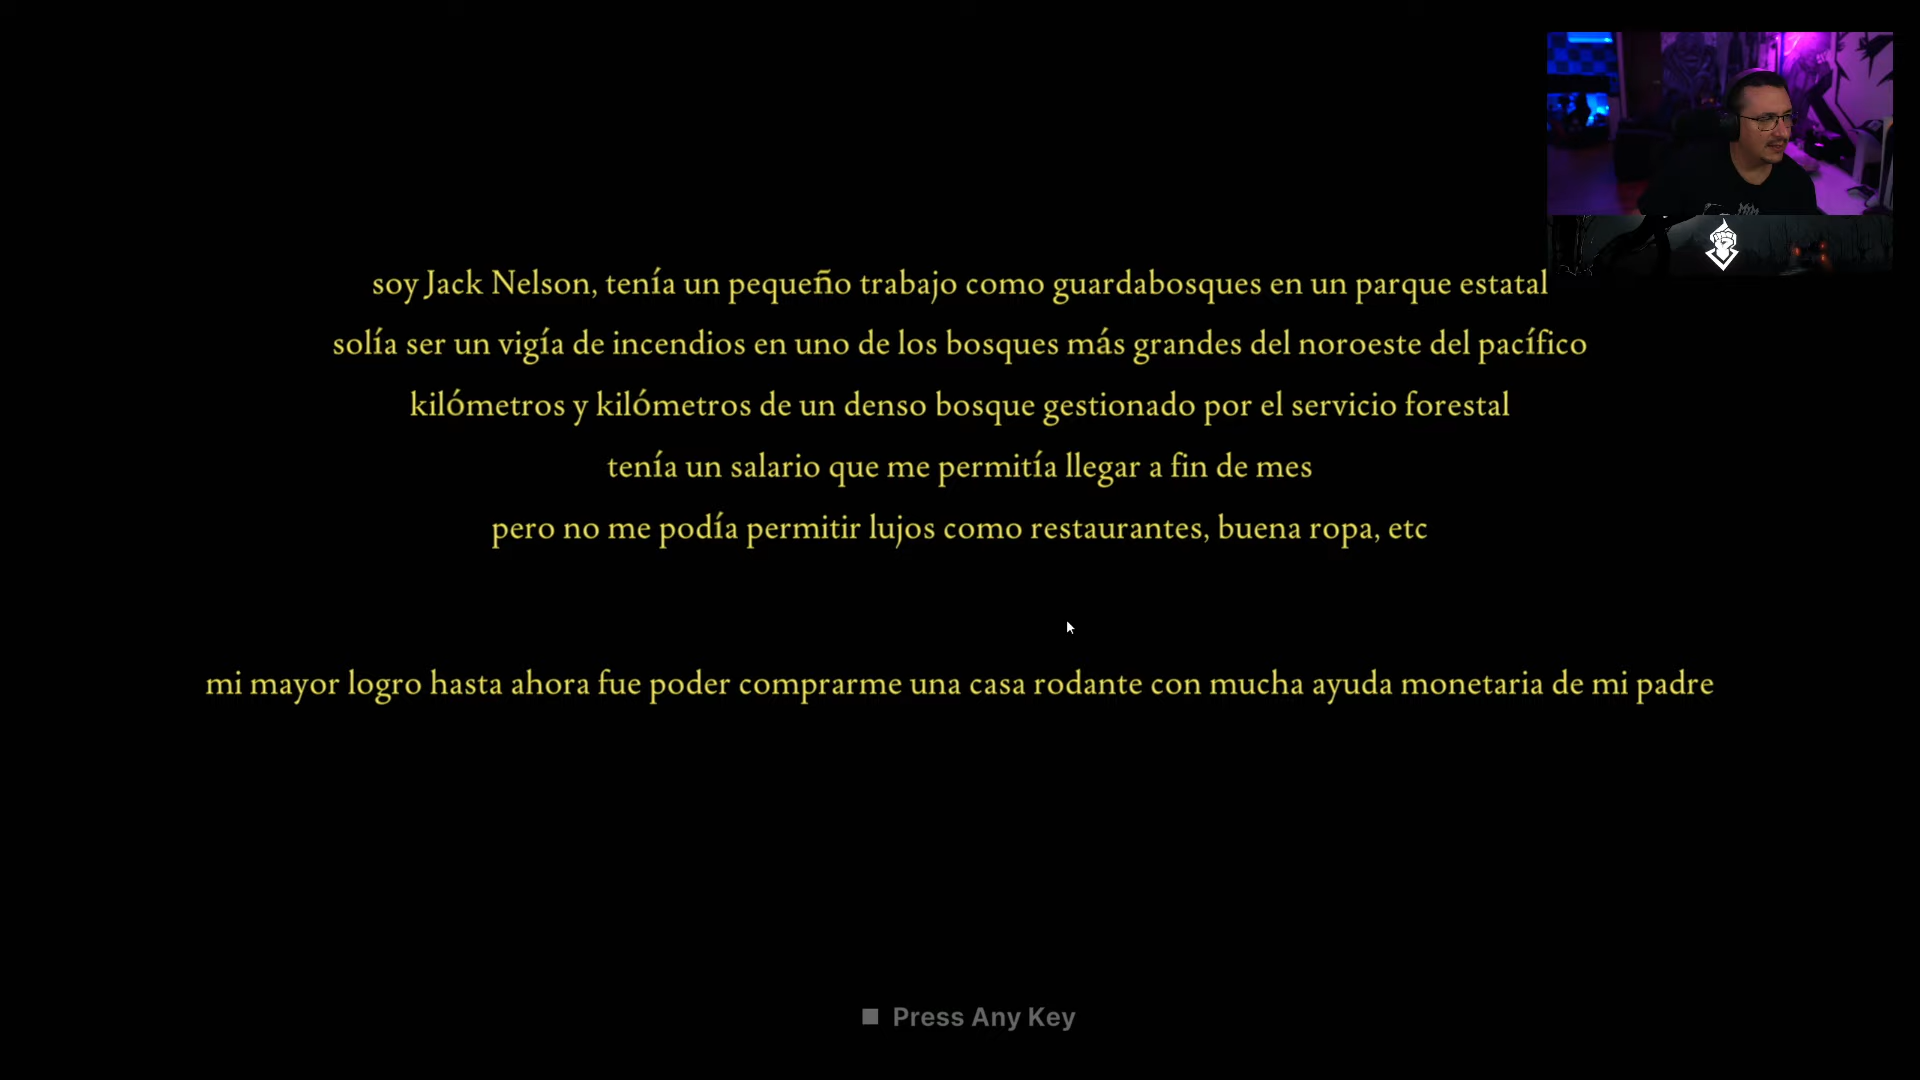 soy Jack Nelson, tenía un pequeño trabajo como guardabosques en un parque estatal
solía ser un vigía de incendios en uno de los bosques más grandes del noroeste del pacífico
kilómetros y kilómetros de un denso bosque gestionado por el servicio forestal
tenía un salario que me permitía llegar a fin de mes
pero no me podía permitir lujos como restaurantes, buena ropa, etc
mi mayor logro hasta ahora fue poder comprarme una casa rodante con mucha ayuda monetaria de mi padre
Press Any Key